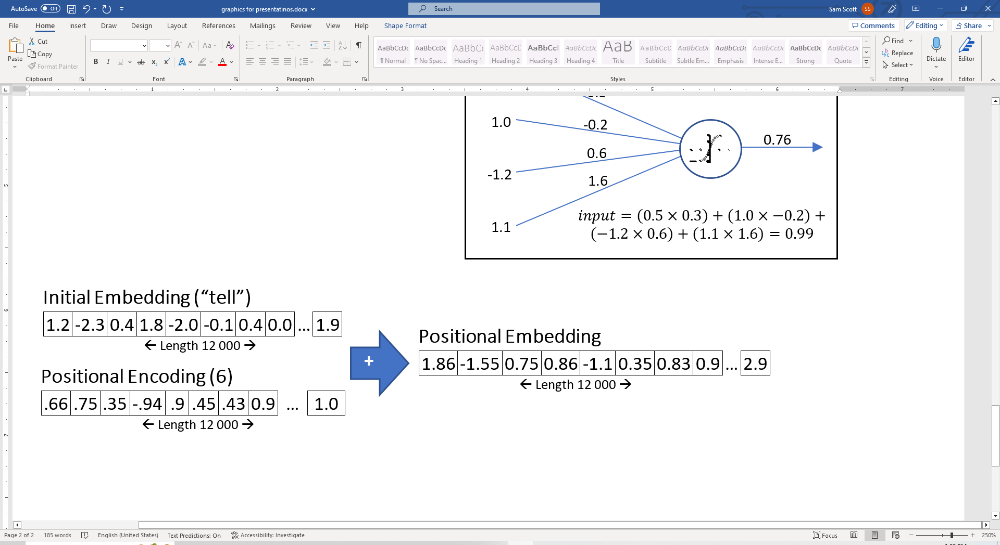 AutoSave Off graphics for presentatinos.docx Search Sam Scott SS
File Home Insert Draw Design Layout References Mailings Review View Help Shape Format Comments Editing Share
Paste Cut Copy Format Painter
Clipboard
Aa
B I U ab x₂ x² A A
Font
Paragraph
AaBbCcDc AaBbCcDc AaBbC( AaBbCcD AaBbCcI AaBbCcDc AaB AaBbCcD AaBbCcDt AaBbCcDt AaBbCcDt AaBbCcDc AaBbCcDt
¶ Normal ¶ No Spac... Heading 1 Heading 2 Heading 3 Heading 4 Title Subtitle Subtle Em... Emphasis Intense E... Strong Quote
Styles
Find
Replace
Select
Editing
Dictate
Voice
Editor
Editor
1 2 3 4 5 6 7
5
6
7
1.0
-1.2
1.1
-0.2
0.6
1.6
0.76
input = (0.5 × 0.3) + (1.0 × −0.2) +
(−1.2 × 0.6) + (1.1 × 1.6) = 0.99
Initial Embedding (“tell”)
1.2 -2.3 0.4 1.8 -2.0 -0.1 0.4 0.0 ... 1.9
← Length 12 000 →
Positional Encoding (6)
.66 .75 .35 -.94 .9 .45 .43 0.9 ... 1.0
← Length 12 000 →
+
Positional Embedding
1.86 -1.55 0.75 0.86 -1.1 0.35 0.83 0.9 ... 2.9
← Length 12 000 →
Page 2 of 2 185 words English (United States) Text Predictions: On Accessibility: Investigate Focus 250%